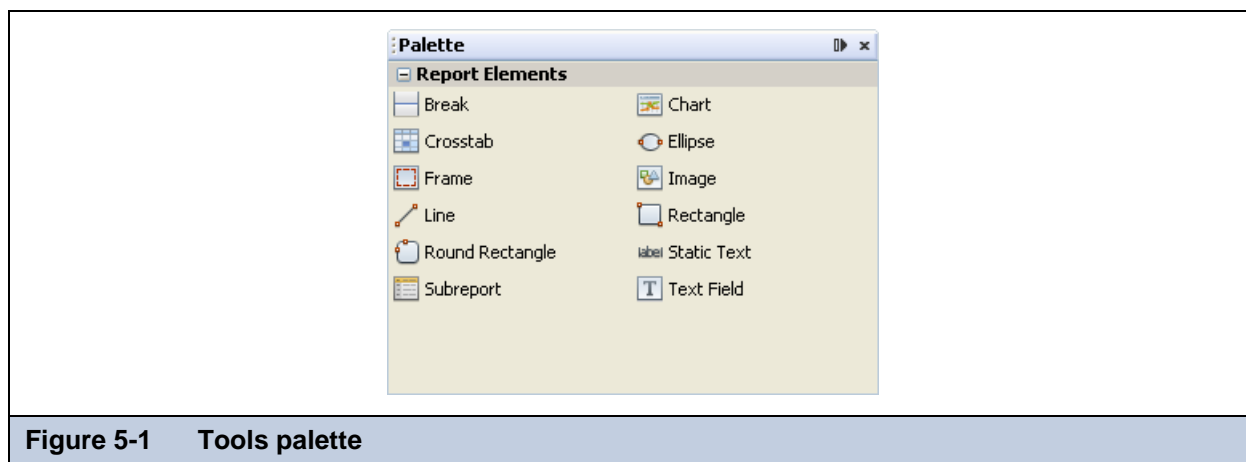 Palette
Report Elements
Break Chart
Crosstab Ellipse
Frame Image
Line Rectangle
Round Rectangle label Static Text
Subreport T Text Field
Figure 5-1 Tools palette